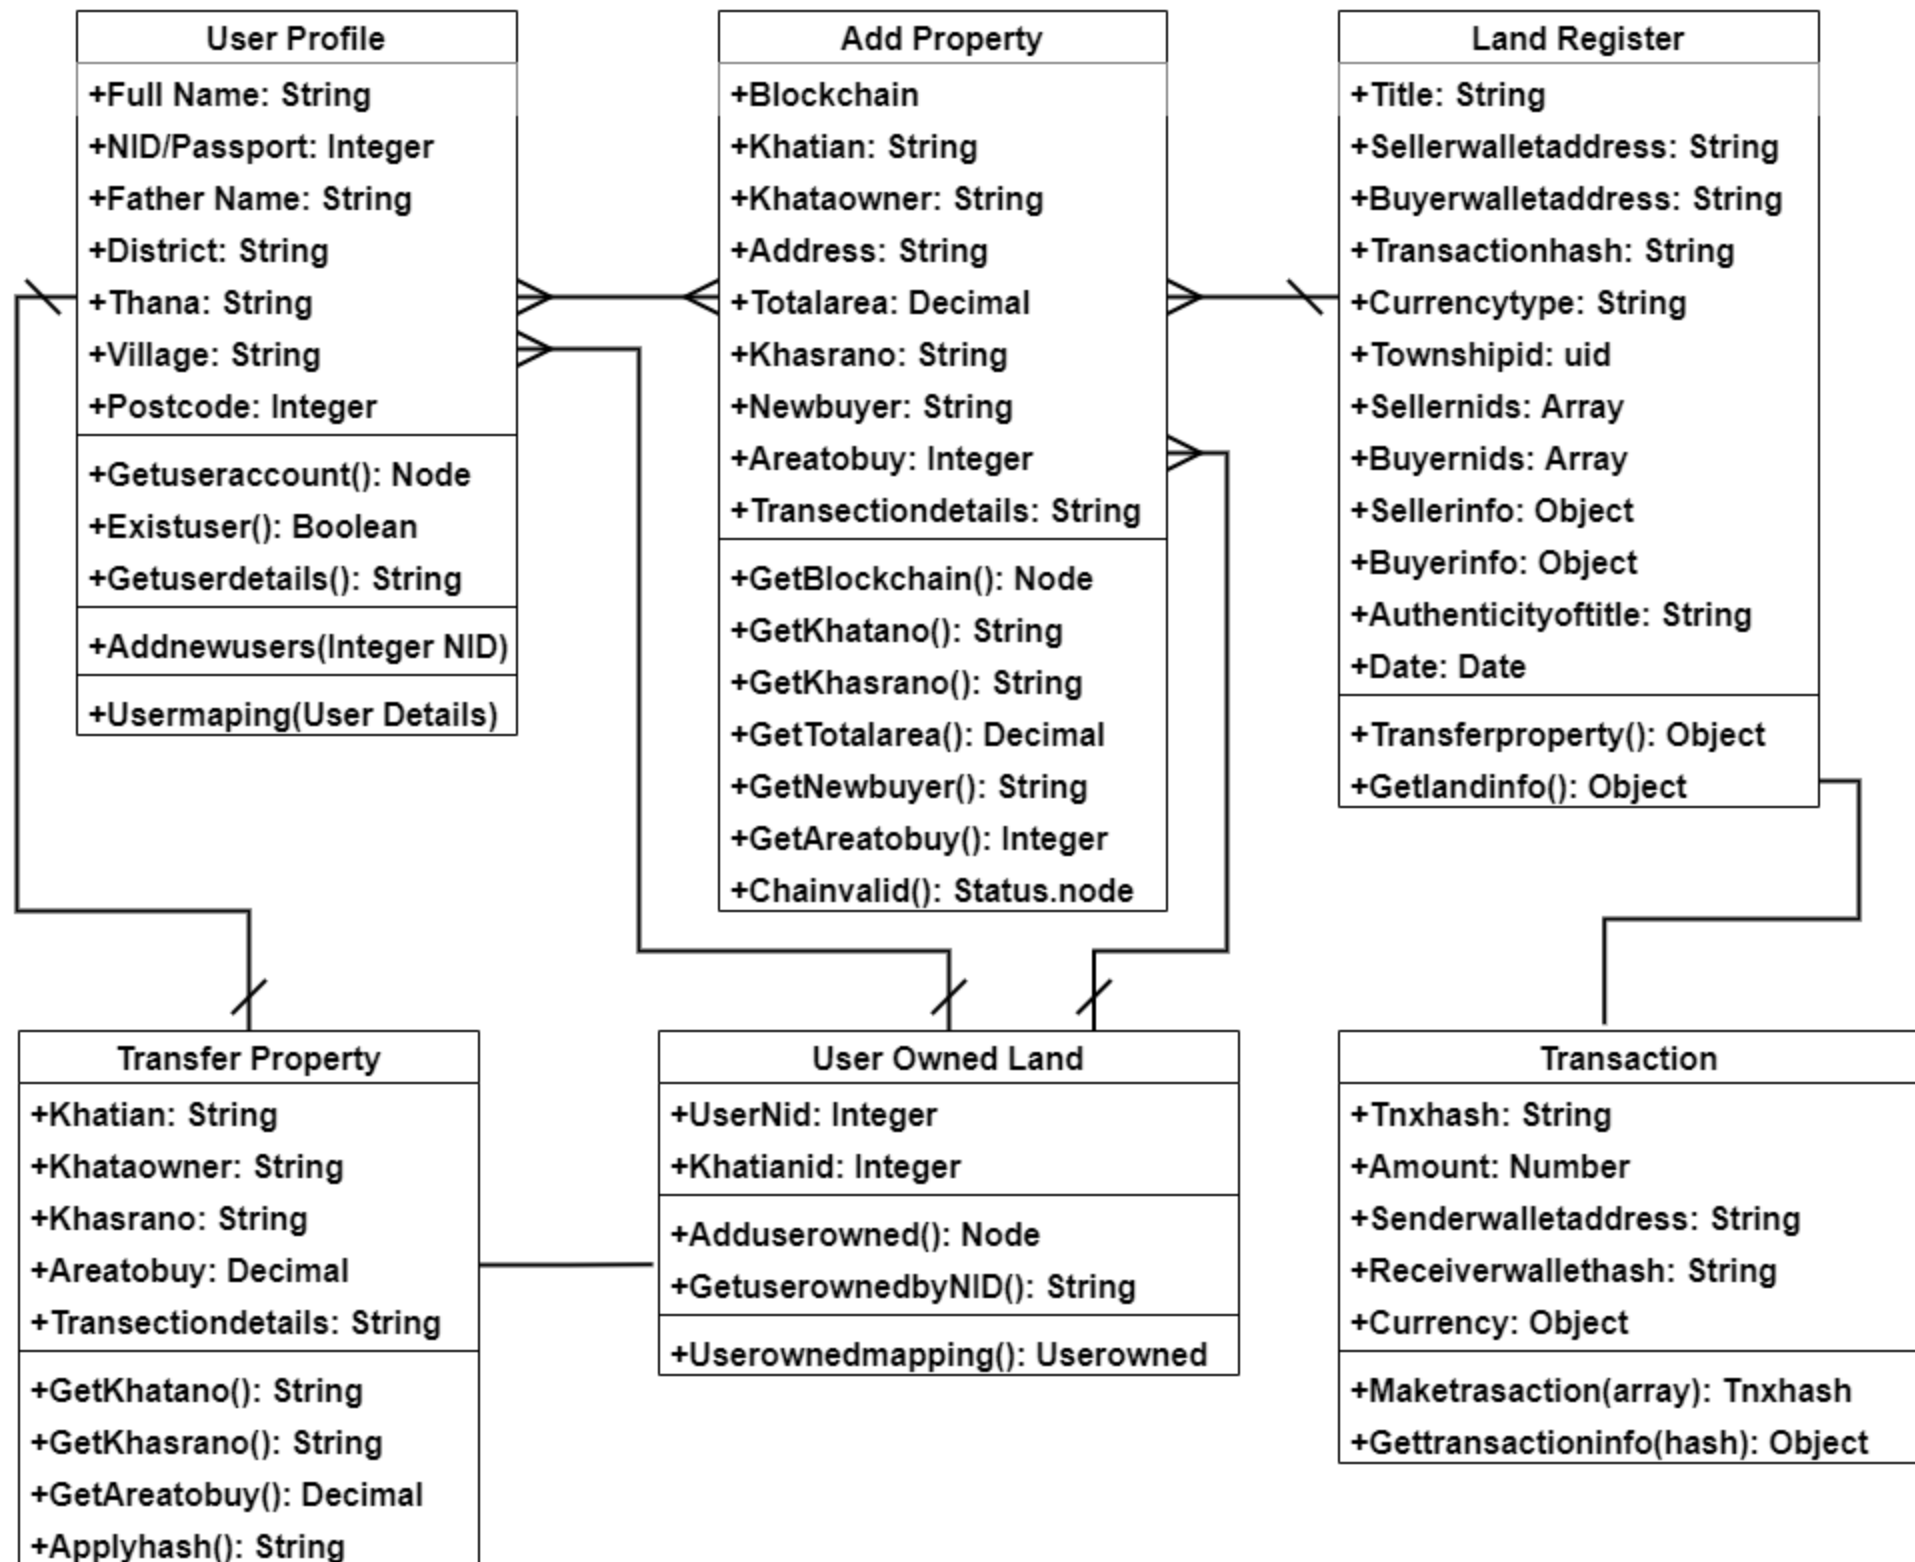 User Profile
+Full Name: String
+NID/Passport: Integer
+Father Name: String
+District: String
+Thana: String
+Village: String
+Postcode: Integer
+Getuseraccount(): Node
+Existuser(): Boolean
+Getuserdetails(): String
+Addnewusers(Integer NID)
+Usermaping(User Details)
Add Property
+Blockchain
+Khatian: String
+Khataowner: String
+Address: String
+Totalarea: Decimal
+Khasrano: String
+Newbuyer: String
+Areatobuy: Integer
+Transectiondetails: String
+GetBlockchain(): Node
+GetKhatano(): String
+GetKhasrano(): String
+GetTotalarea(): Decimal
+GetNewbuyer(): String
+GetAreatobuy(): Integer
+Chainvalid(): Status.node
Land Register
+Title: String
+Sellerwalletaddress: String
+Buyerwalletaddress: String
+Transactionhash: String
+Currencytype: String
+Townshipid: uid
+Sellernids: Array
+Buyernids: Array
+Sellerinfo: Object
+Buyerinfo: Object
+Authenticityoftitle: String
+Date: Date
+Transferproperty(): Object
+Getlandinfo(): Object
Transfer Property
+Khatian: String
+Khataowner: String
+Khasrano: String
+Areatobuy: Decimal
+Transectiondetails: String
+GetKhatano(): String
+GetKhasrano(): String
+GetAreatobuy(): Decimal
+Applyhash(): String
User Owned Land
+UserNid: Integer
+Khatianid: Integer
+Adduserowned(): Node
+GetuserownedbyNID(): String
+Userownedmapping(): Userowned
Transaction
+Tnxhash: String
+Amount: Number
+Senderwalletaddress: String
+Receiverwallethash: String
+Currency: Object
+Maketrasaction(array): Tnxhash
+Gettransactioninfo(hash): Object